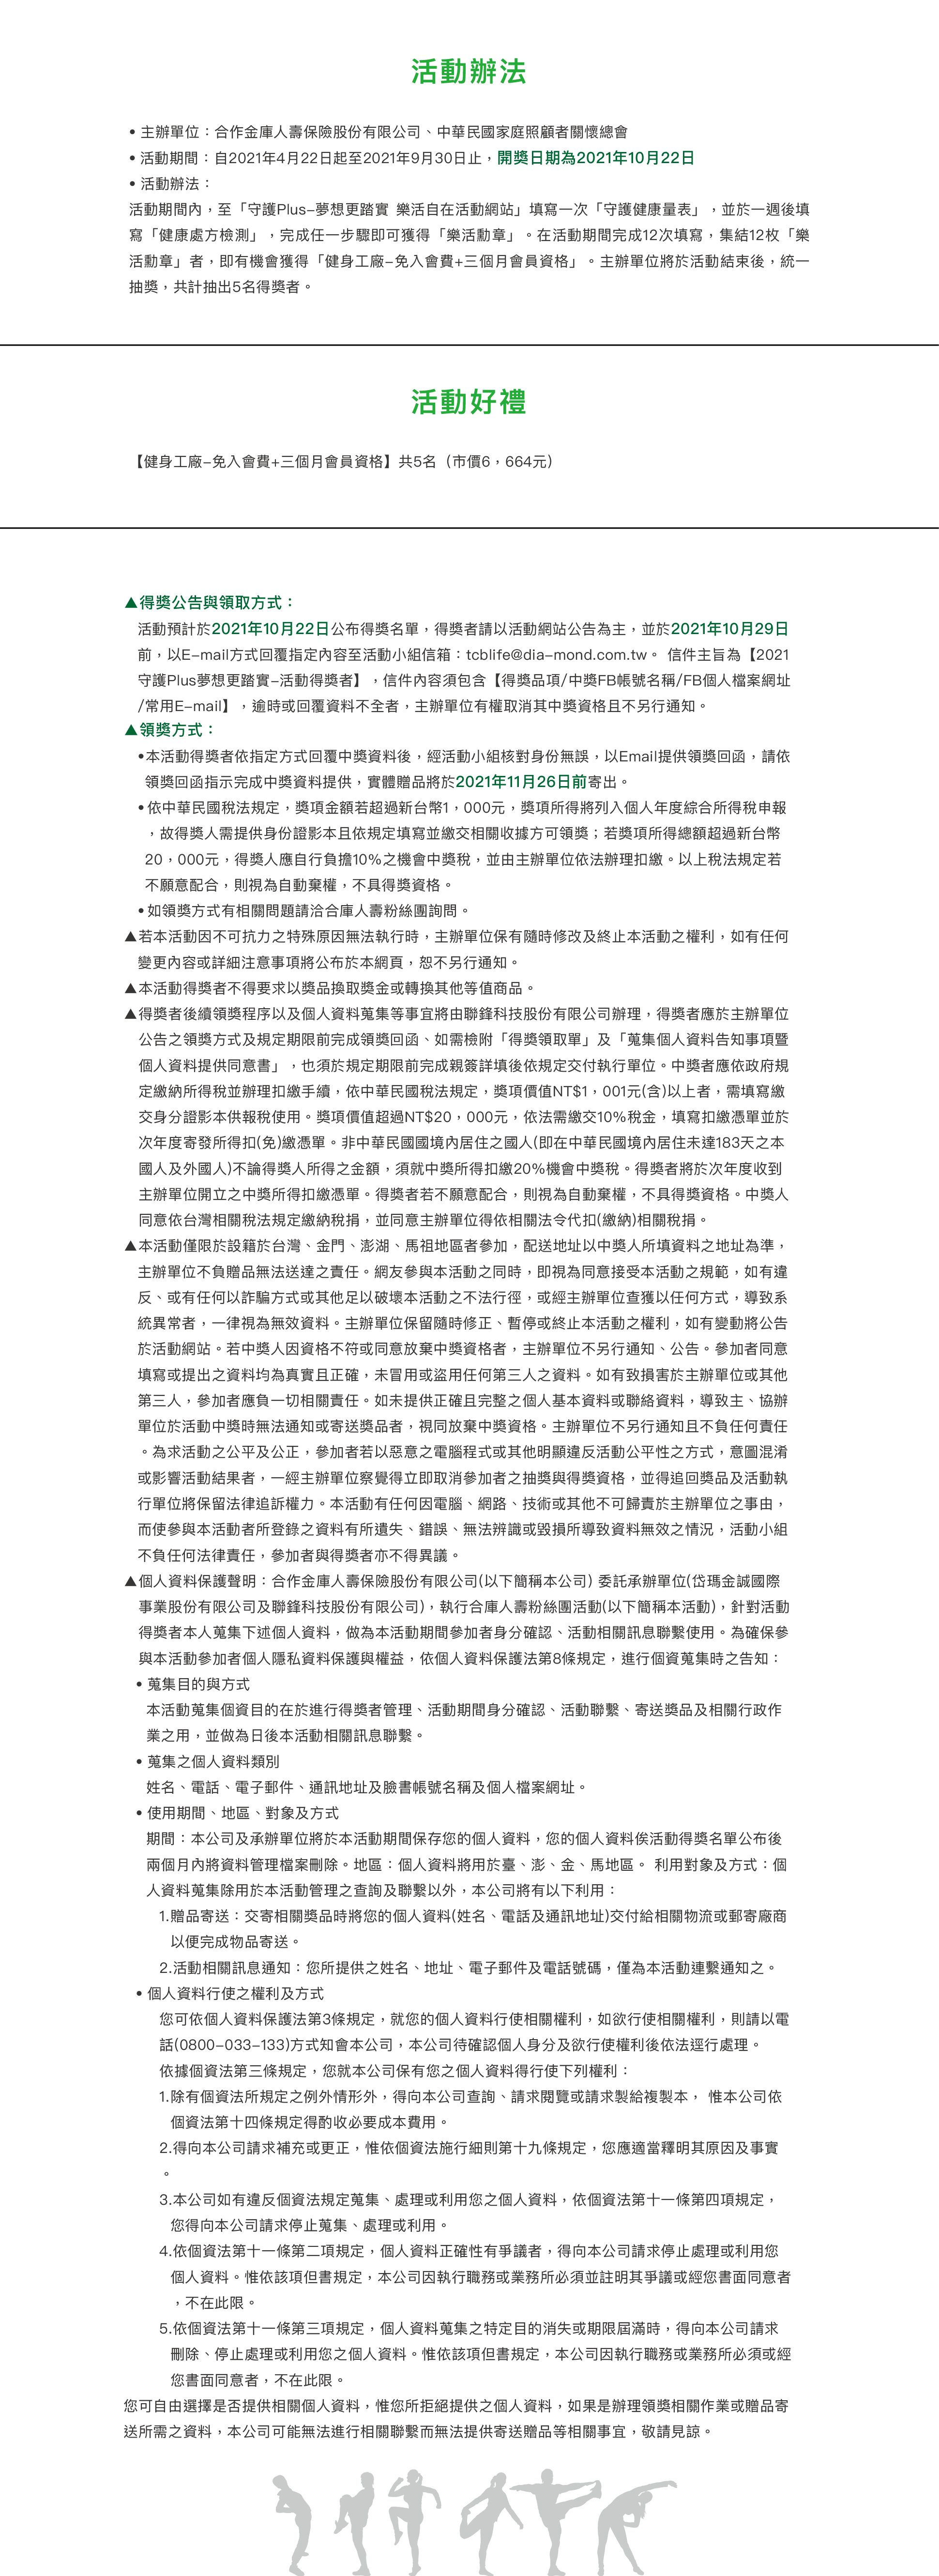 活動辦法
• 主辦單位：合作金庫人壽保險股份有限公司、中華民國家庭照顧者關懷總會
• 活動期間：自2021年4月22日起至2021年9月30日止，開獎日期為2021年10月22日
• 活動辦法：
活動期間內，至「守護Plus–夢想更踏實 樂活自在活動網站」填寫一次「守護健康量表」，並於一週後填
寫「健康處方檢測」，完成任一步驟即可獲得「樂活勳章」。在活動期間完成12次填寫，集結12枚「樂
活勳章」者，即有機會獲得「健身工廠–免入會費+三個月會員資格」。主辦單位將於活動結束後，統一
抽獎，共計抽出5名得獎者。
活動好禮
【健身工廠–免入會費+三個月會員資格】共5名（市價6，664元）
▲得獎公告與領取方式：
活動預計於2021年10月22日公布得獎名單，得獎者請以活動網站公告為主，並於2021年10月29日
前，以E–mail方式回覆指定內容至活動小組信箱：tcblife@dia–mond.com.tw。 信件主旨為【2021
守護Plus夢想更踏實–活動得獎者】，信件內容須包含【得獎品項/中獎FB帳號名稱/FB個人檔案網址
/常用E–mail】，逾時或回覆資料不全者，主辦單位有權取消其中獎資格且不另行通知。
▲領獎方式：
•本活動得獎者依指定方式回覆中獎資料後，經活動小組核對身份無誤，以Email提供領獎回函，請依
領獎回函指示完成中獎資料提供，實體贈品將於2021年11月26日前寄出。
•依中華民國稅法規定，獎項金額若超過新台幣1，000元，獎項所得將列入個人年度綜合所得稅申報
，故得獎人需提供身份證影本且依規定填寫並繳交相關收據方可領獎；若獎項所得總額超過新台幣
20，000元，得獎人應自行負擔10%之機會中獎稅，並由主辦單位依法辦理扣繳。以上稅法規定若
不願意配合，則視為自動棄權，不具得獎資格。
•如領獎方式有相關問題請洽合庫人壽粉絲團詢問。
▲若本活動因不可抗力之特殊原因無法執行時，主辦單位保有隨時修改及終止本活動之權利，如有任何
變更內容或詳細注意事項將公布於本網頁，恕不另行通知。
▲本活動得獎者不得要求以獎品換取獎金或轉換其他等值商品。
▲得獎者後續領獎程序以及個人資料蒐集等事宜將由聯鋒科技股份有限公司辦理，得獎者應於主辦單位
公告之領獎方式及規定期限前完成領獎回函、如需檢附「得獎領取單」及「蒐集個人資料告知事項暨
個人資料提供同意書」，也須於規定期限前完成親簽詳填後依規定交付執行單位。中獎者應依政府規
定繳納所得稅並辦理扣繳手續，依中華民國稅法規定，獎項價值NT$1，001元(含)以上者，需填寫繳
交身分證影本供報稅使用。獎項價值超過NT$20，000元，依法需繳交10%稅金，填寫扣繳憑單並於
次年度寄發所得扣(免)繳憑單。非中華民國國境內居住之國人(即在中華民國境內居住未達183天之本
國人及外國人)不論得獎人所得之金額，須就中獎所得扣繳20%機會中獎稅。得獎者將於次年度收到
主辦單位開立之中獎所得扣繳憑單。得獎者若不願意配合，則視為自動棄權，不具得獎資格。中獎人
同意依台灣相關稅法規定繳納稅捐，並同意主辦單位得依相關法令代扣(繳納)相關稅捐。
▲本活動僅限於設籍於台灣、金門、澎湖、馬祖地區者參加，配送地址以中獎人所填資料之地址為準，
主辦單位不負贈品無法送達之責任。網友參與本活動之同時，即視為同意接受本活動之規範，如有違
反、或有任何以詐騙方式或其他足以破壞本活動之不法行徑，或經主辦單位查獲以任何方式，導致系
統異常者，一律視為無效資料。主辦單位保留隨時修正、暫停或終止本活動之權利，如有變動將公告
於活動網站。若中獎人因資格不符或同意放棄中獎資格者，主辦單位不另行通知、公告。參加者同意
填寫或提出之資料均為真實且正確，未冒用或盜用任何第三人之資料。如有致損害於主辦單位或其他
第三人，參加者應負一切相關責任。如未提供正確且完整之個人基本資料或聯絡資料，導致主、協辦
單位於活動中獎時無法通知或寄送獎品者，視同放棄中獎資格。主辦單位不另行通知且不負任何責任
。為求活動之公平及公正，參加者若以惡意之電腦程式或其他明顯違反活動公平性之方式，意圖混淆
或影響活動結果者，一經主辦單位察覺得立即取消參加者之抽獎與得獎資格，並得追回獎品及活動執
行單位將保留法律追訴權力。本活動有任何因電腦、網路、技術或其他不可歸責於主辦單位之事由，
而使參與本活動者所登錄之資料有所遺失、錯誤、無法辨識或毀損所導致資料無效之情況，活動小組
不負任何法律責任，參加者與得獎者亦不得異議。
▲個人資料保護聲明：合作金庫人壽保險股份有限公司(以下簡稱本公司) 委託承辦單位(岱瑪金誠國際
事業股份有限公司及聯鋒科技股份有限公司)，執行合庫人壽粉絲團活動(以下簡稱本活動)，針對活動
得獎者本人蒐集下述個人資料，做為本活動期間參加者身分確認、活動相關訊息聯繫使用。為確保參
與本活動參加者個人隱私資料保護與權益，依個人資料保護法第8條規定，進行個資蒐集時之告知：
• 蒐集目的與方式
本活動蒐集個資目的在於進行得獎者管理、活動期間身分確認、活動聯繫、寄送獎品及相關行政作
業之用，並做為日後本活動相關訊息聯繫。
• 蒐集之個人資料類別
姓名、電話、電子郵件、通訊地址及臉書帳號名稱及個人檔案網址。
• 使用期間、地區、對象及方式
期間：本公司及承辦單位將於本活動期間保存您的個人資料，您的個人資料俟活動得獎名單公布後
兩個月內將資料管理檔案刪除。地區：個人資料將用於臺、澎、金、馬地區。 利用對象及方式：個
人資料蒐集除用於本活動管理之查詢及聯繫以外，本公司將有以下利用：
1.贈品寄送：交寄相關獎品時將您的個人資料(姓名、電話及通訊地址)交付給相關物流或郵寄廠商
以便完成物品寄送。
2.活動相關訊息通知：您所提供之姓名、地址、電子郵件及電話號碼，僅為本活動連繫通知之。
• 個人資料行使之權利及方式
您可依個人資料保護法第3條規定，就您的個人資料行使相關權利，如欲行使相關權利，則請以電
話(0800–033–133)方式知會本公司，本公司待確認個人身分及欲行使權利後依法逕行處理。
依據個資法第三條規定，您就本公司保有您之個人資料得行使下列權利：
1.除有個資法所規定之例外情形外，得向本公司查詢、請求閱覽或請求製給複製本， 惟本公司依
個資法第十四條規定得酌收必要成本費用。
2.得向本公司請求補充或更正，惟依個資法施行細則第十九條規定，您應適當釋明其原因及事實
。
3.本公司如有違反個資法規定蒐集、處理或利用您之個人資料，依個資法第十一條第四項規定，
您得向本公司請求停止蒐集、處理或利用。
4.依個資法第十一條第二項規定，個人資料正確性有爭議者，得向本公司請求停止處理或利用您
個人資料。惟依該項但書規定，本公司因執行職務或業務所必須並註明其爭議或經您書面同意者
，不在此限。
5.依個資法第十一條第三項規定，個人資料蒐集之特定目的消失或期限屆滿時，得向本公司請求
刪除、停止處理或利用您之個人資料。惟依該項但書規定，本公司因執行職務或業務所必須或經
您書面同意者，不在此限。
您可自由選擇是否提供相關個人資料，惟您所拒絕提供之個人資料，如果是辦理領獎相關作業或贈品寄
送所需之資料，本公司可能無法進行相關聯繫而無法提供寄送贈品等相關事宜，敬請見諒。